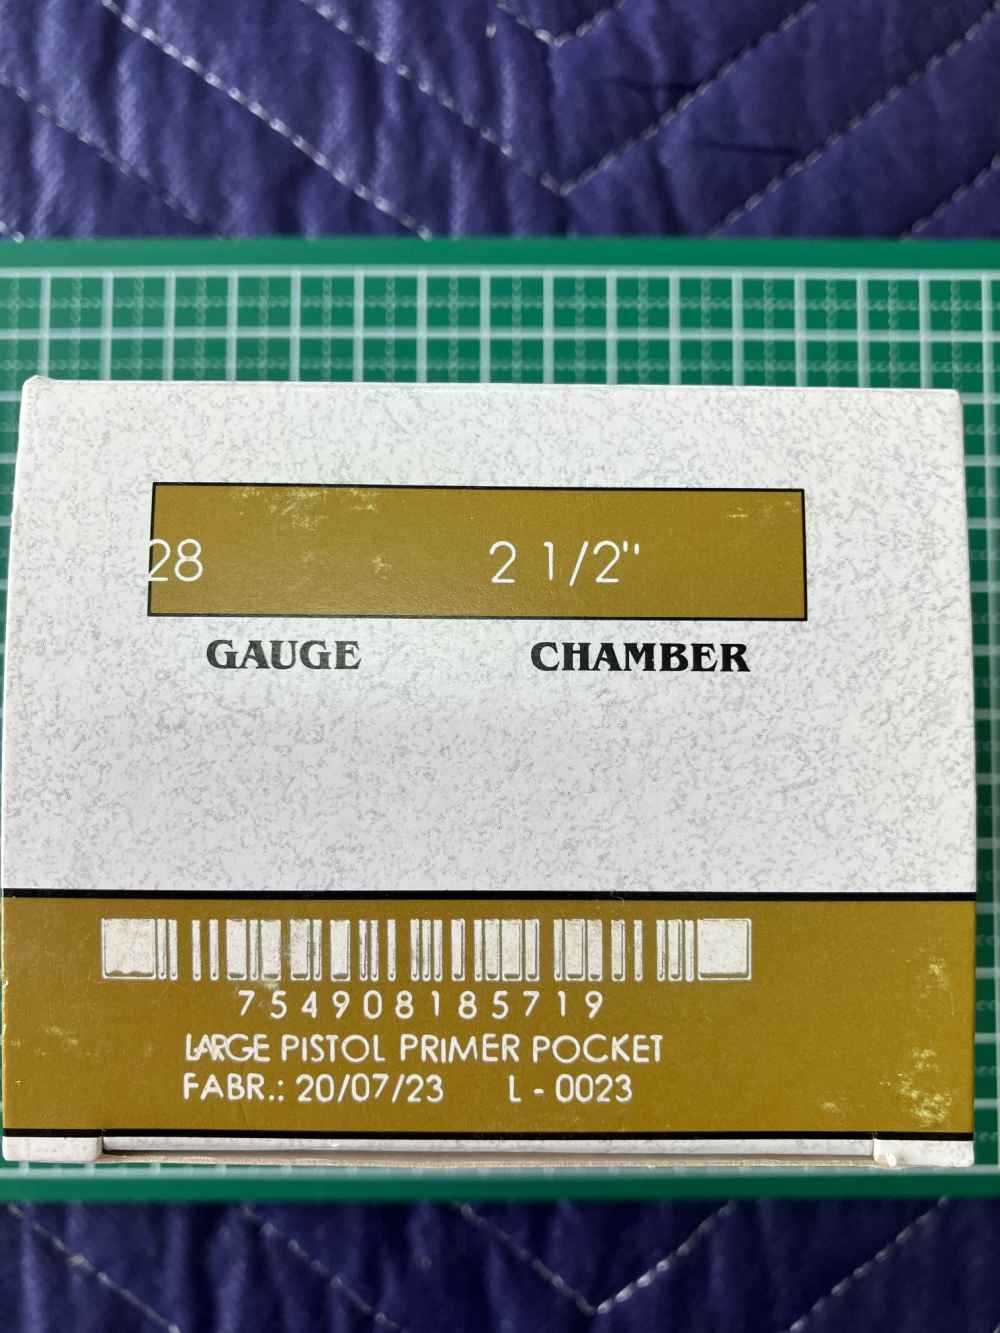 28 2 1/2"
GAUGE CHAMBER
754908185719
LARGE PISTOL PRIMER POCKET
FABR.: 20/07/23 L - 0023